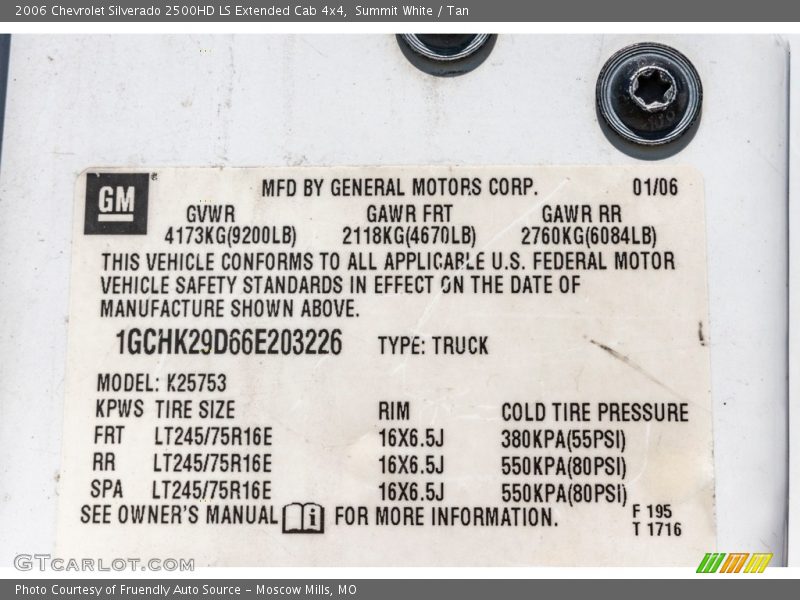 2006 Chevrolet Silverado 2500HD LS Extended Cab 4x4, Summit White / Tan
GM
MFD BY GENERAL MOTORS CORP. 01/06
GVWR GAWR FRT GAWR RR
4173KG(9200LB) 2118KG(4670LB) 2760KG(6084LB)
THIS VEHICLE CONFORMS TO ALL APPLICABLE U.S. FEDERAL MOTOR
VEHICLE SAFETY STANDARDS IN EFFECT ON THE DATE OF
MANUFACTURE SHOWN ABOVE.
1GCHK29D66E203226 TYPE: TRUCK
MODEL: K25753
KPWS TIRE SIZE RIM COLD TIRE PRESSURE
FRT LT245/75R16E 16X6.5J 380KPA(55PSI)
RR LT245/75R16E 16X6.5J 550KPA(80PSI)
SPA LT245/75R16E 16X6.5J 550KPA(80PSI)
SEE OWNER'S MANUAL i FOR MORE INFORMATION.
F 195
T 1716
GTCARLOT.COM
Photo Courtesy of Fruendly Auto Source - Moscow Mills, MO